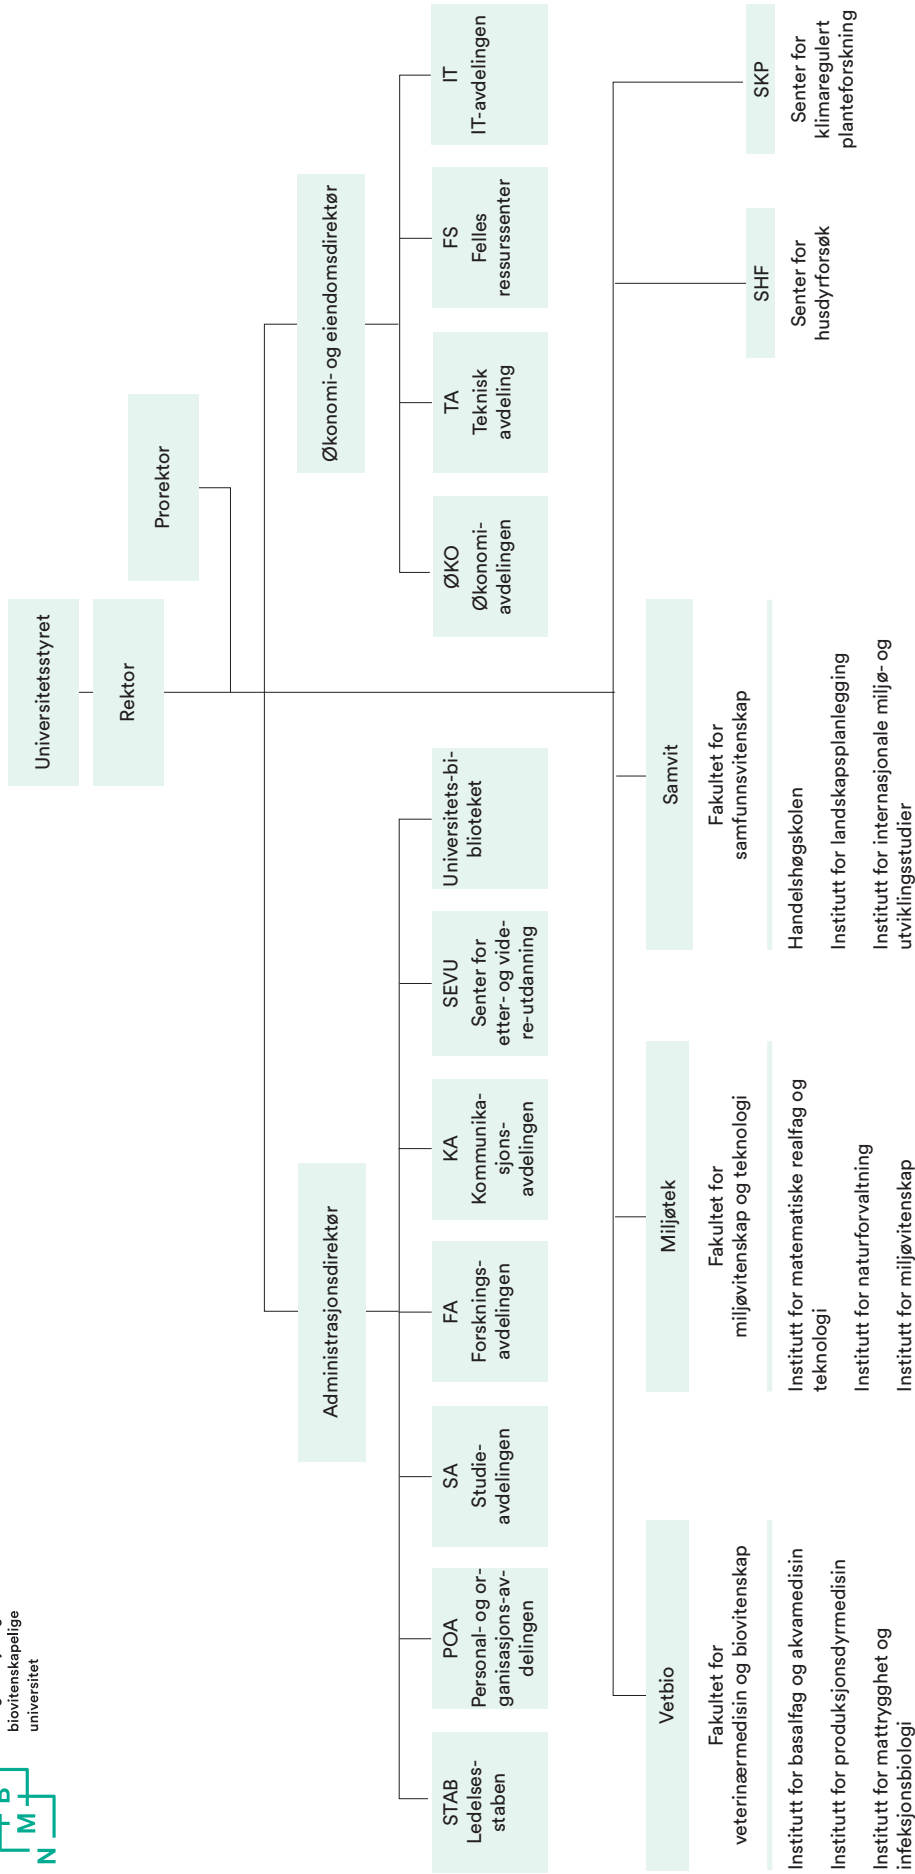 biovitenskapelige
universitet
B
M
N
Universitetsstyret
Rektor
Prorektor
Administrasjonsdirektør
Økonomi- og eiendomsdirektør
STAB
Ledelses-
staben
POA
Personal- og or-
ganisasjons-av-
delingen
SA
Studie-
avdelingen
FA
Forsknings-
avdelingen
KA
Kommunika-
sjons-
avdelingen
SEVU
Senter for
etter- og vide-
re-utdanning
Universitets-bi-
blioteket
ØKO
Økonomi-
avdelingen
TA
Teknisk
avdeling
FS
Felles
ressurssenter
IT
IT-avdelingen
Vetbio
Fakultet for
veterinærmedisin og biovitenskap
Institutt for basalfag og akvamedisin
Institutt for produksjonsdyrmedisin
Institutt for mattrygghet og
infeksjonsbiologi
Miljøtek
Fakultet for
miljøvitenskap og teknologi
Institutt for matematiske realfag og
teknologi
Institutt for naturforvaltning
Institutt for miljøvitenskap
Samvit
Fakultet for
samfunnsvitenskap
Handelshøgskolen
Institutt for landskapsplanlegging
Institutt for internasjonale miljø- og
utviklingsstudier
SHF
Senter for
husdyrforsøk
SKP
Senter for
klimaregulert
planteforskning